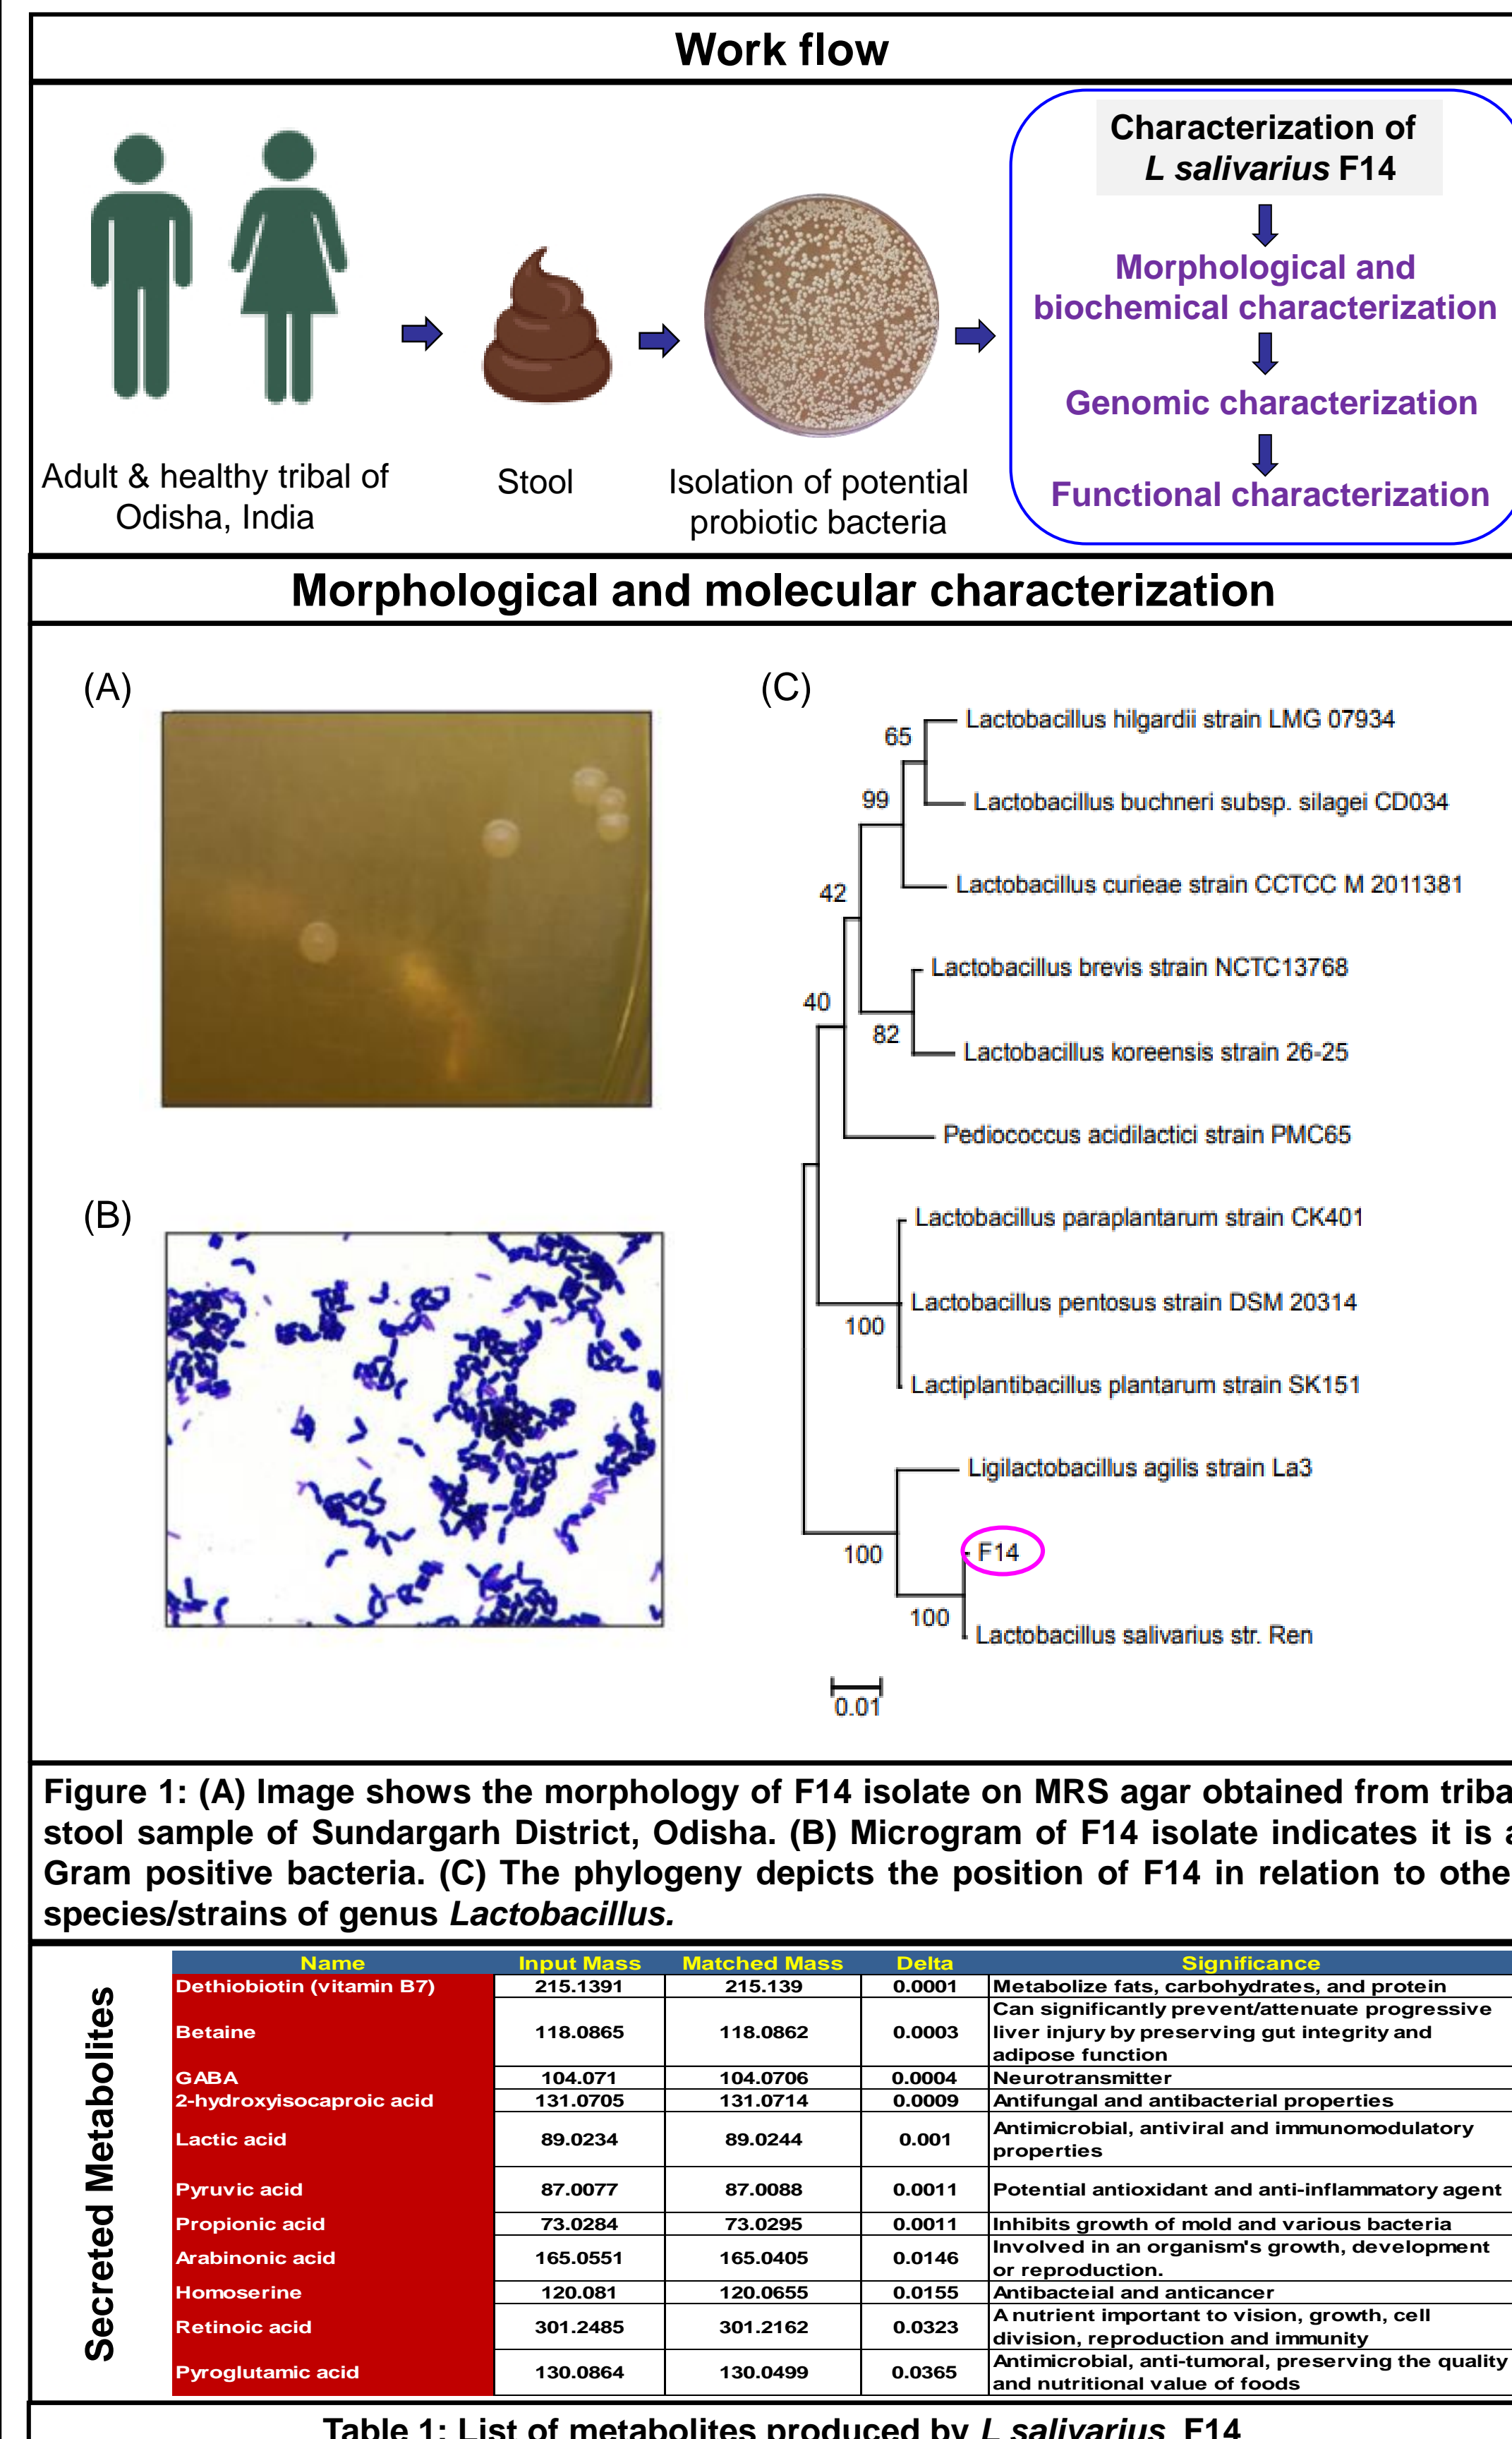 Work flow
Adult & healthy tribal of
Odisha, India
Stool
Isolation of potential
probiotic bacteria
Characterization of
L salivarius F14
Morphological and
biochemical characterization
Genomic characterization
Functional characterization
Morphological and molecular characterization
(A)
(B)
(C)
65
99
42
40
82
100
100
100
Lactobacillus hilgardii strain LMG 07934
Lactobacillus buchneri subsp. silagei CD034
Lactobacillus curieae strain CCTCC M 2011381
Lactobacillus brevis strain NCTC13768
Lactobacillus koreensis strain 26-25
Pediococcus acidilactici strain PMC65
Lactobacillus paraplantarum strain CK401
Lactobacillus pentosus strain DSM 20314
Lactiplantibacillus plantarum strain SK151
Ligilactobacillus agilis strain La3
F14
Lactobacillus salivarius str. Ren
0.01
Figure 1: (A) Image shows the morphology of F14 isolate on MRS agar obtained from triba
stool sample of Sundargarh District, Odisha. (B) Microgram of F14 isolate indicates it is a
Gram positive bacteria. (C) The phylogeny depicts the position of F14 in relation to othe
species/strains of genus Lactobacillus.
Secreted Metabolites
Name Input Mass Matched Mass Delta Significance
Dethiobiotin (vitamin B7) 215.1391 215.139 0.0001 Metabolize fats, carbohydrates, and protein
Betaine 118.0865 118.0862 0.0003 Can significantly prevent/attenuate progressive
liver injury by preserving gut integrity and
adipose function
GABA 104.071 104.0706 0.0004 Neurotransmitter
2-hydroxyisocaproic acid 131.0705 131.0714 0.0009 Antifungal and antibacterial properties
Lactic acid 89.0234 89.0244 0.001 Antimicrobial, antiviral and immunomodulatory
properties
Pyruvic acid 87.0077 87.0088 0.0011 Potential antioxidant and anti-inflammatory agent
Propionic acid 73.0284 73.0295 0.0011 Inhibits growth of mold and various bacteria
Arabinonic acid 165.0551 165.0405 0.0146 Involved in an organism's growth, development
or reproduction.
Homoserine 120.081 120.0655 0.0155 Antibacteial and anticancer
Retinoic acid 301.2485 301.2162 0.0323 A nutrient important to vision, growth, cell
division, reproduction and immunity
Pyroglutamic acid 130.0864 130.0499 0.0365 Antimicrobial, anti-tumoral, preserving the quality
and nutritional value of foods
Table 1: List of metabolites produced by L salivarius F14